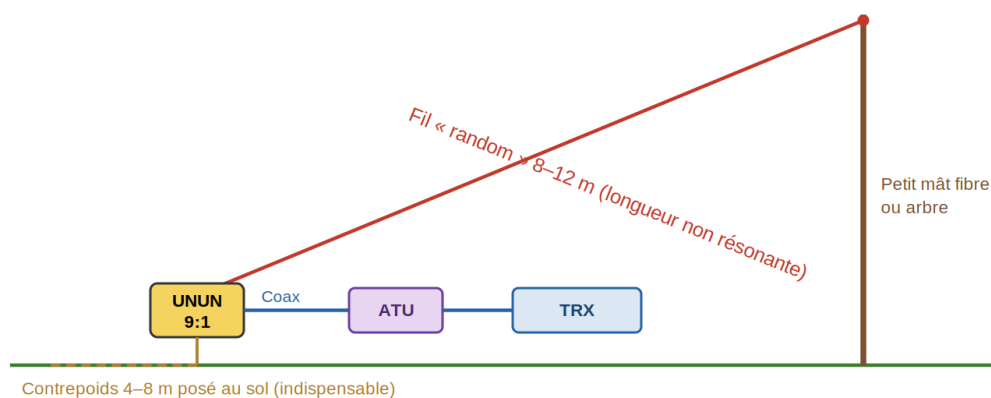 Fil « random » 8–12 m (longueur non résonante)
Petit mât fibre
ou arbre
UNUN
9:1
Coax
ATU
TRX
Contrepoids 4–8 m posé au sol (indispensable)